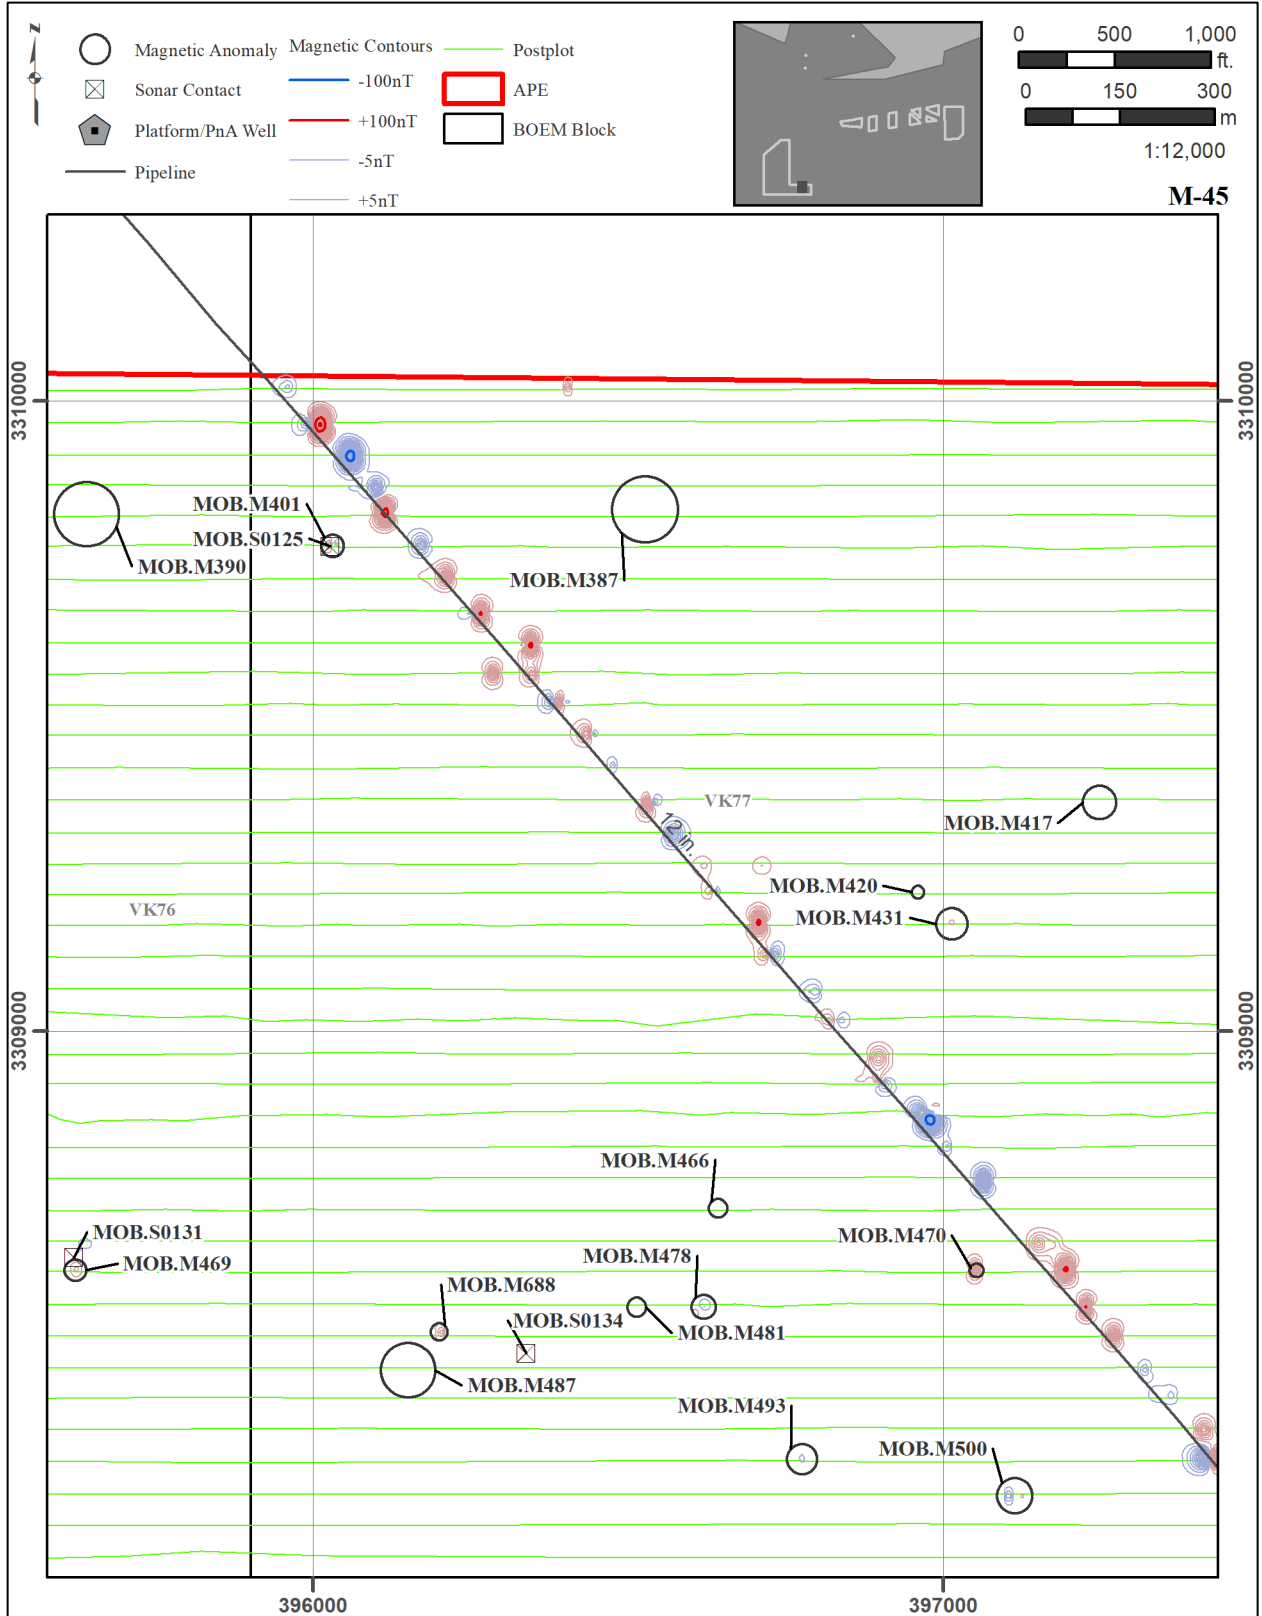 Z
Magnetic Anomaly
Sonar Contact
Platform/PnA Well
Pipeline
Magnetic Contours
-100nT
+100nT
-5nT
+5nT
Postplot
APE
BOEM Block
0 500 1,000
ft.
0 150 300
m
1:12,000
M-45
3310000
3310000
MOB.M401
MOB.S0125
MOB.M390
MOB.M387
VK77
12 in.
MOB.M417
MOB.M420
VK76
MOB.M431
3309000
3309000
MOB.M466
MOB.S0131
MOB.M470
MOB.M469
MOB.M478
MOB.M688
MOB.S0134
MOB.M481
MOB.M487
MOB.M493
MOB.M500
396000
397000